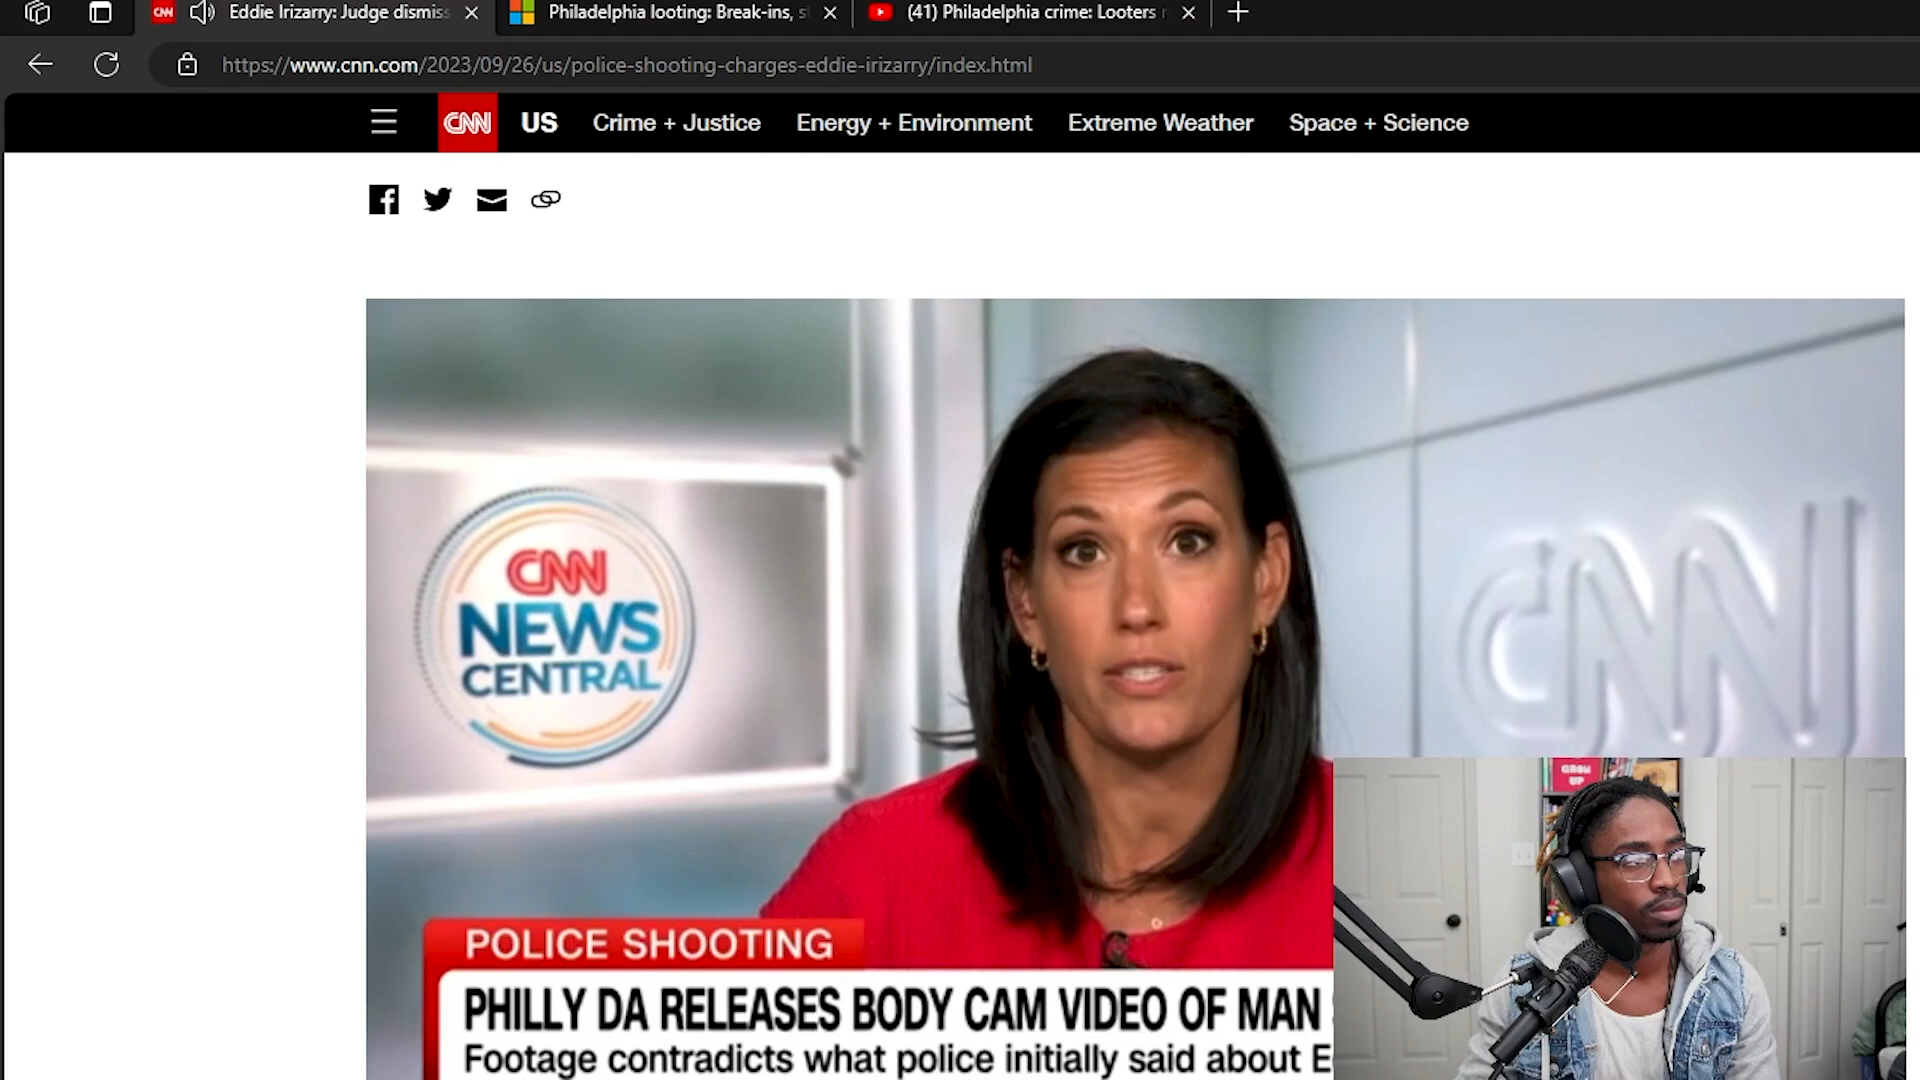 Eddie Irizarry: Judge dismiss
Philadelphia looting: Break-ins, s
(41) Philadelphia crime: Looters r
https://www.cnn.com/2023/09/26/us/police-shooting-charges-eddie-irizarry/index.html
CNN US Crime + Justice Energy + Environment Extreme Weather Space + Science
CNN
NEWS
CENTRAL
CNN
GROW
UP
POLICE SHOOTING
PHILLY DA RELEASES BODY CAM VIDEO OF MAN
Footage contradicts what police initially said about E